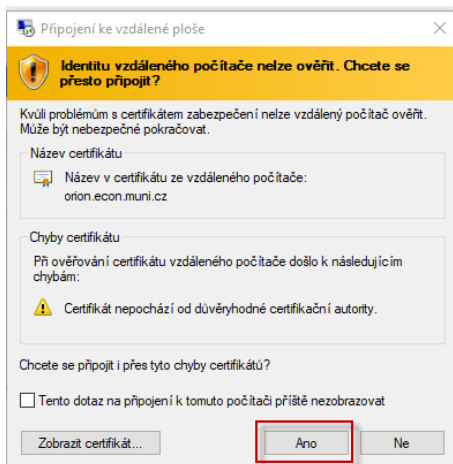 Připojení ke vzdálené ploše
Identitu vzdáleného počítače nelze ověřit. Chcete se
přesto připojit?
Kvůli problémům s certifikátem zabezpečení nelze vzdálený počítač ověřit.
Může být nebezpečné pokračovat.
Název certifikátu
Název v certifikátu ze vzdáleného počítače:
orion.econ.muni.cz
Chyby certifikátu
Při ověřování certifikátu vzdáleného počítače došlo k následujícím
chybám:
Certifikát nepochází od důvěryhodné certifikační autority.
Chcete se připojit i přes tyto chyby certifikátů?
Tento dotaz na připojení k tomuto počítači příště nezobrazovat
Zobrazit certifikát... Ano Ne